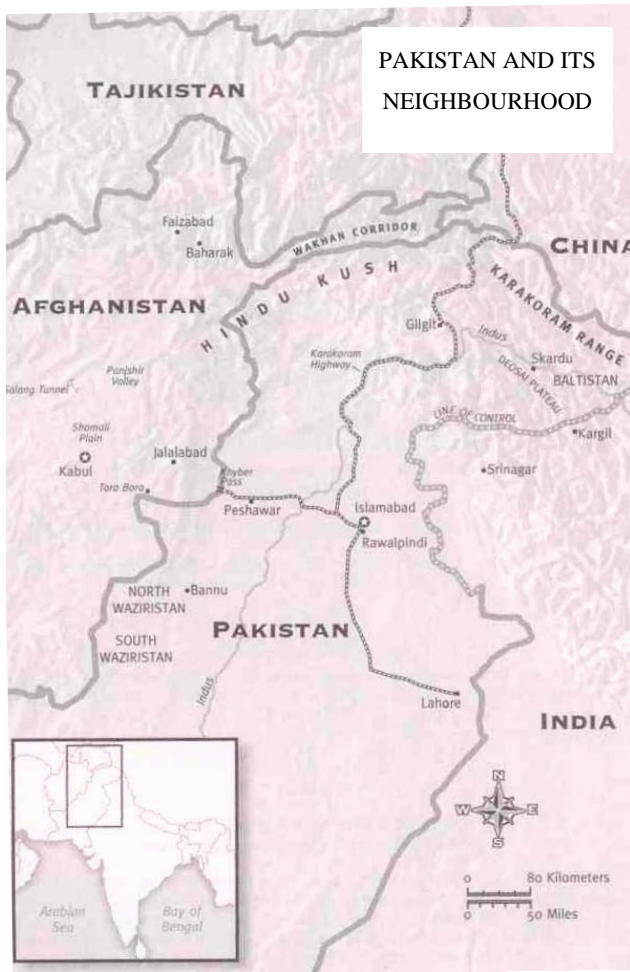 PAKISTAN AND ITS
NEIGHBOURHOOD
TAJIKISTAN
Faizabad
Baharak
WAKHAN CORRIDOR
CHINA
HINDU KUSH
KARAKORAM RANGE
AFGHANISTAN
Gilgit
Indus
Karakoram
Highway
Skardu
DEOSAI PLATEAU
BALTISTAN
Panjshir
Valley
Salang Tunnel
LINE OF CONTROL
Kargil
Shomali
Plain
Kabul
Jalalabad
Srinagar
Khyber
Pass
Tora Bora
Peshawar
Islamabad
Rawalpindi
NORTH
WAZIRISTAN
Bannu
PAKISTAN
SOUTH
WAZIRISTAN
Indus
Lahore
INDIA
N
W E
S
0 80 Kilometers
0 50 Miles
Arabian
Sea
Bay of
Bengal